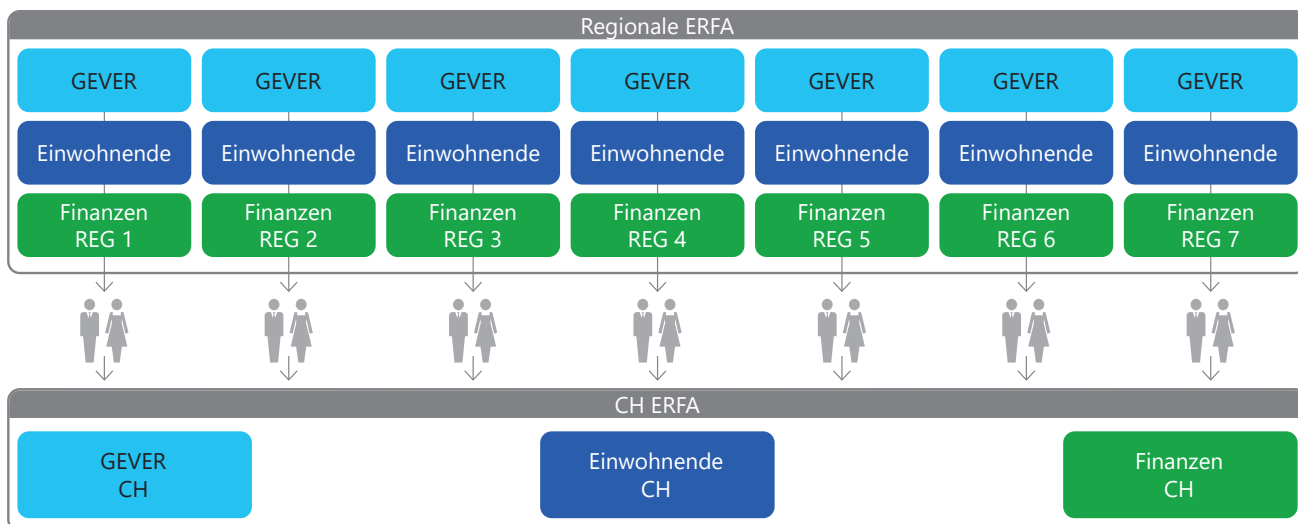 Regionale ERFA
GEVER GEVER GEVER GEVER GEVER GEVER GEVER
Einwohnende Einwohnende Einwohnende Einwohnende Einwohnende Einwohnende Einwohnende
Finanzen Finanzen Finanzen Finanzen Finanzen Finanzen Finanzen
REG 1 REG 2 REG 3 REG 4 REG 5 REG 6 REG 7
CH ERFA
GEVER Einwohnende Finanzen
CH CH CH